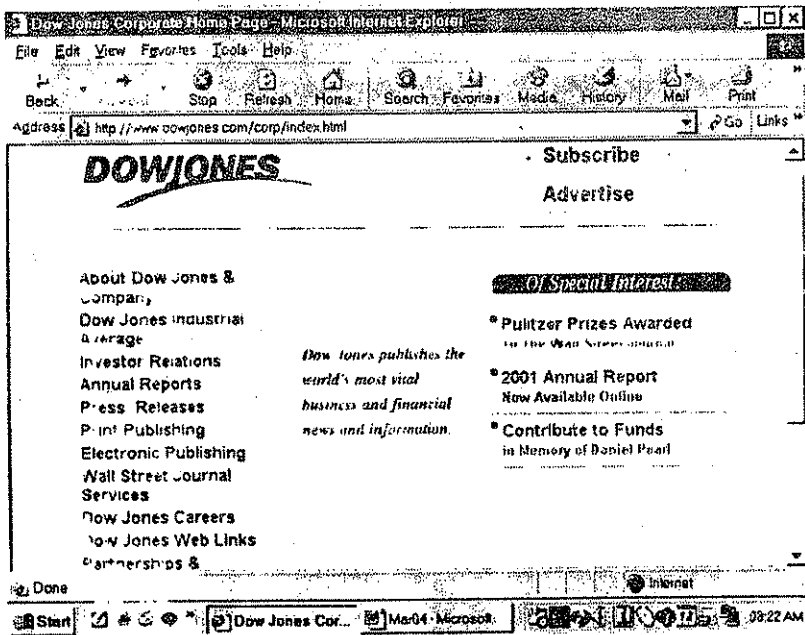 Dow Jones Corporate Home Page - Microsoft Internet Explorer
File Edit View Favorites Tools Help
Back Stop Refresh Home Search Favorites Media History Mail Print
Address http://www.dowjones.com/corp/index.html Go Links
DOWJONES
Subscribe
Advertise
About Dow Jones &
Company
Dow Jones Industrial
Average
Investor Relations
Annual Reports
Press Releases
Print Publishing
Electronic Publishing
Wall Street Journal
Services
Dow Jones Careers
Dow Jones Web Links
Partnerships &
Dow Jones publishes the
world's most vital
business and financial
news and information.
Of Special Interest
Pulitzer Prizes Awarded
to The Wall Street Journal
2001 Annual Report
Now Available Online
Contribute to Funds
in Memory of Daniel Pearl
Done Internet
Start Dow Jones Cor... Mar04 - Microsoft 08:22 AM